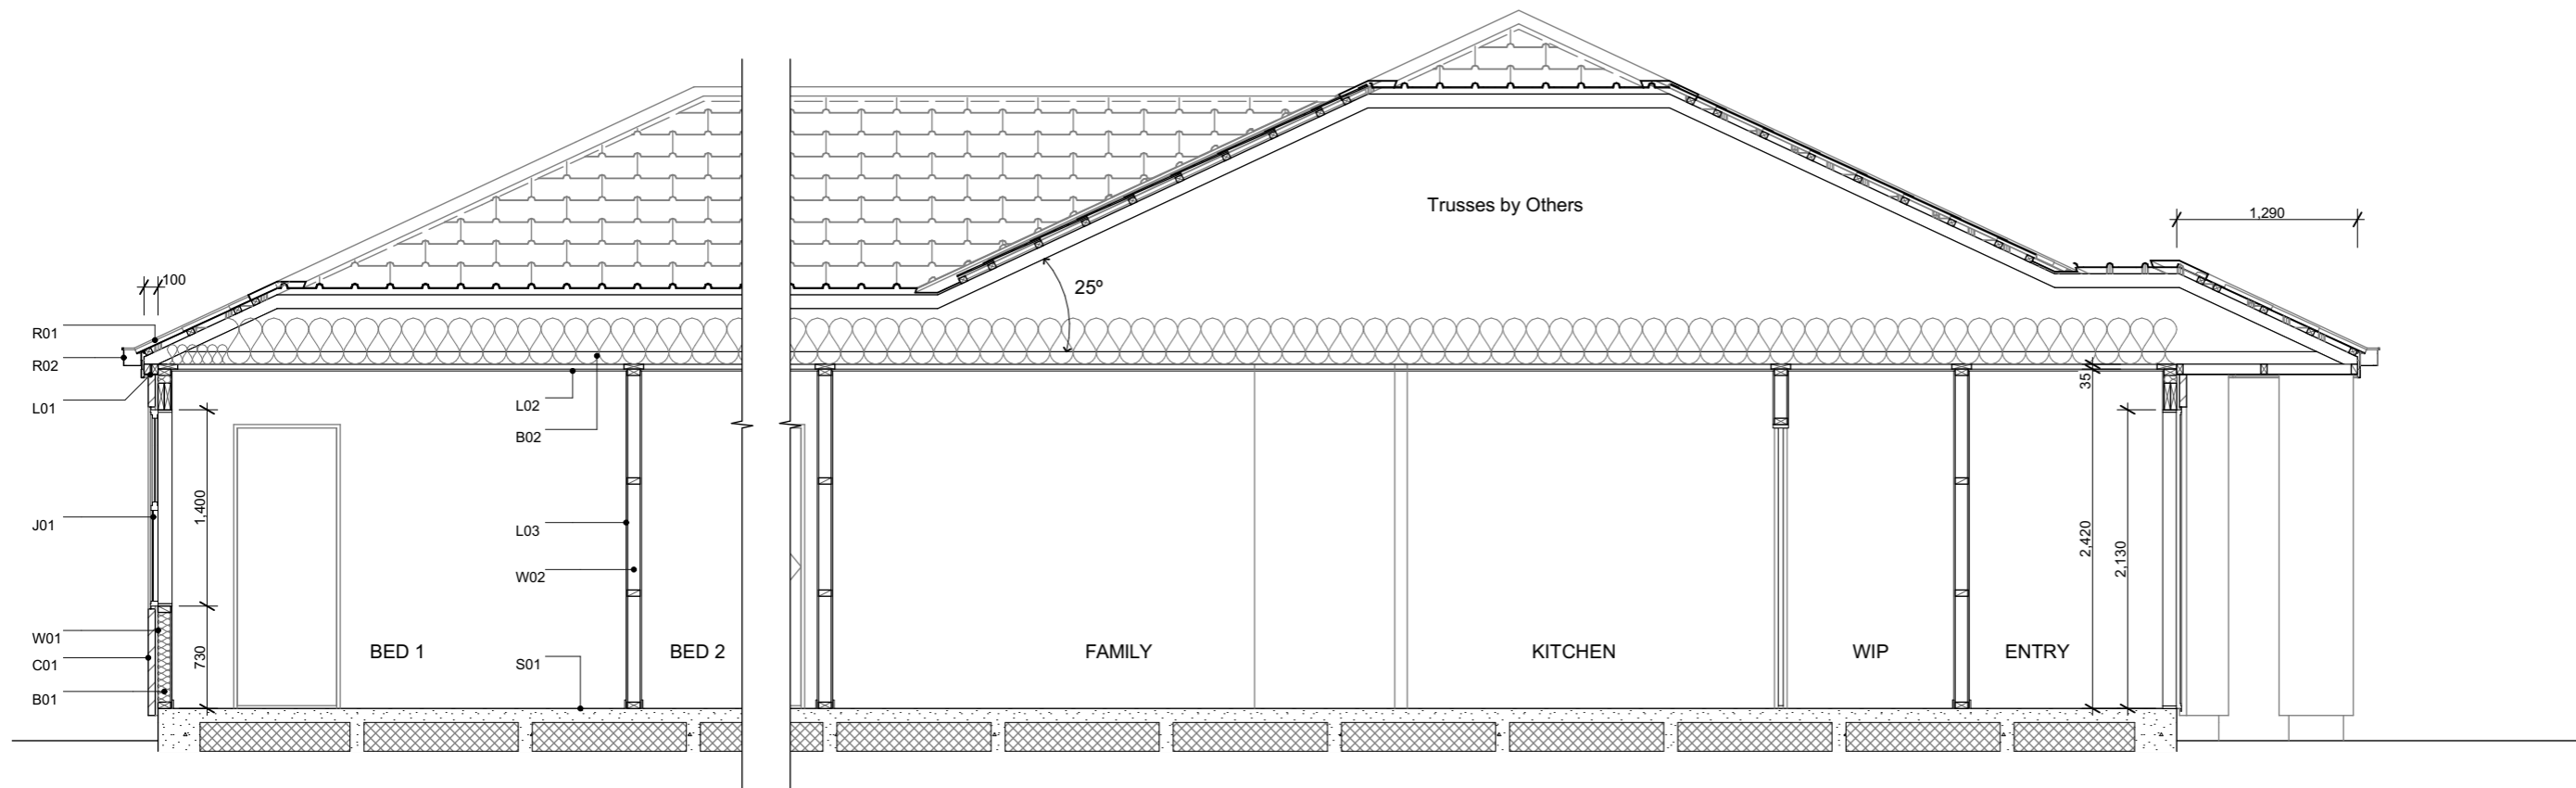 Trusses by Others
1,290
100
25º
R01
R02
L01
L02
B02
35
1,400
J01
L03
2,420
2,130
W02
W01
C01
B01
730
BED 1
S01
BED 2
FAMILY
KITCHEN
WIP
ENTRY